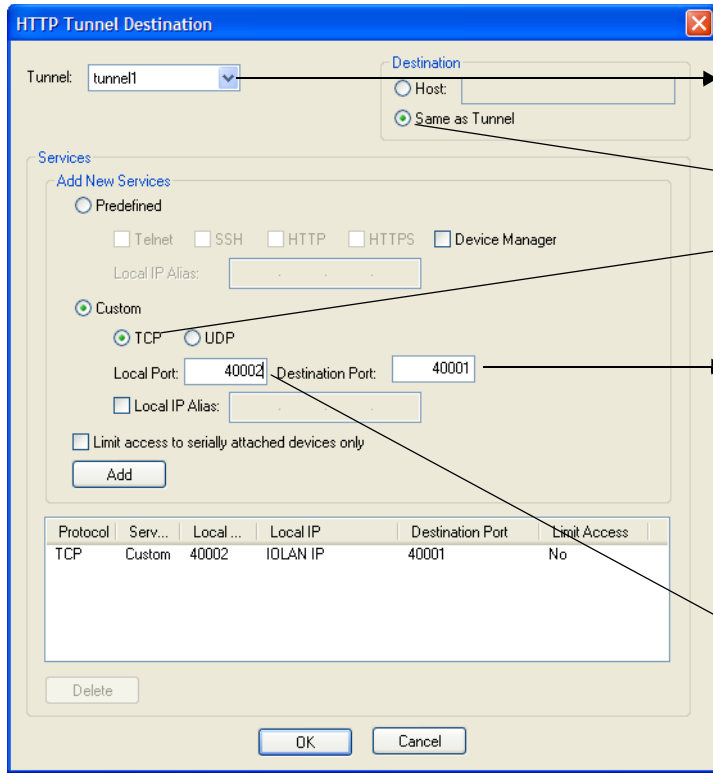 HTTP Tunnel Destination
Tunnel: tunnel1
Destination
Host:
Same as Tunnel
Services
Add New Services
Predefined
Telnet SSH HTTP HTTPS Device Manager
Local IP Alias:
Custom
TCP UDP
Local Port: 40002 Destination Port: 40001
Local IP Alias:
Limit access to serially attached devices only
Add
Protocol Serv... Local ... Local IP Destination Port Limit Access
TCP Custom 40002 IOLAN IP 40001 No
Delete
OK Cancel